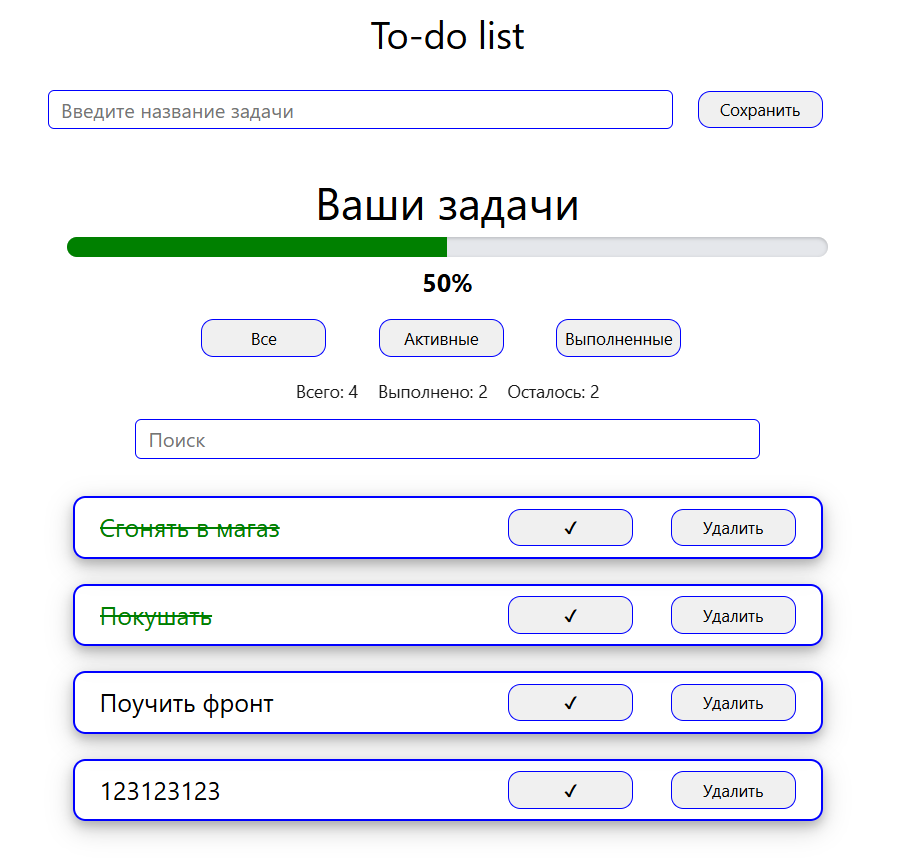 To-do list
Введите название задачи Сохранить
Ваши задачи
50%
Все Активные Выполненные
Всего: 4 Выполнено: 2 Осталось: 2
Поиск
Сгонять в магаз ✓ Удалить
Покушать ✓ Удалить
Поучить фронт ✓ Удалить
123123123 ✓ Удалить